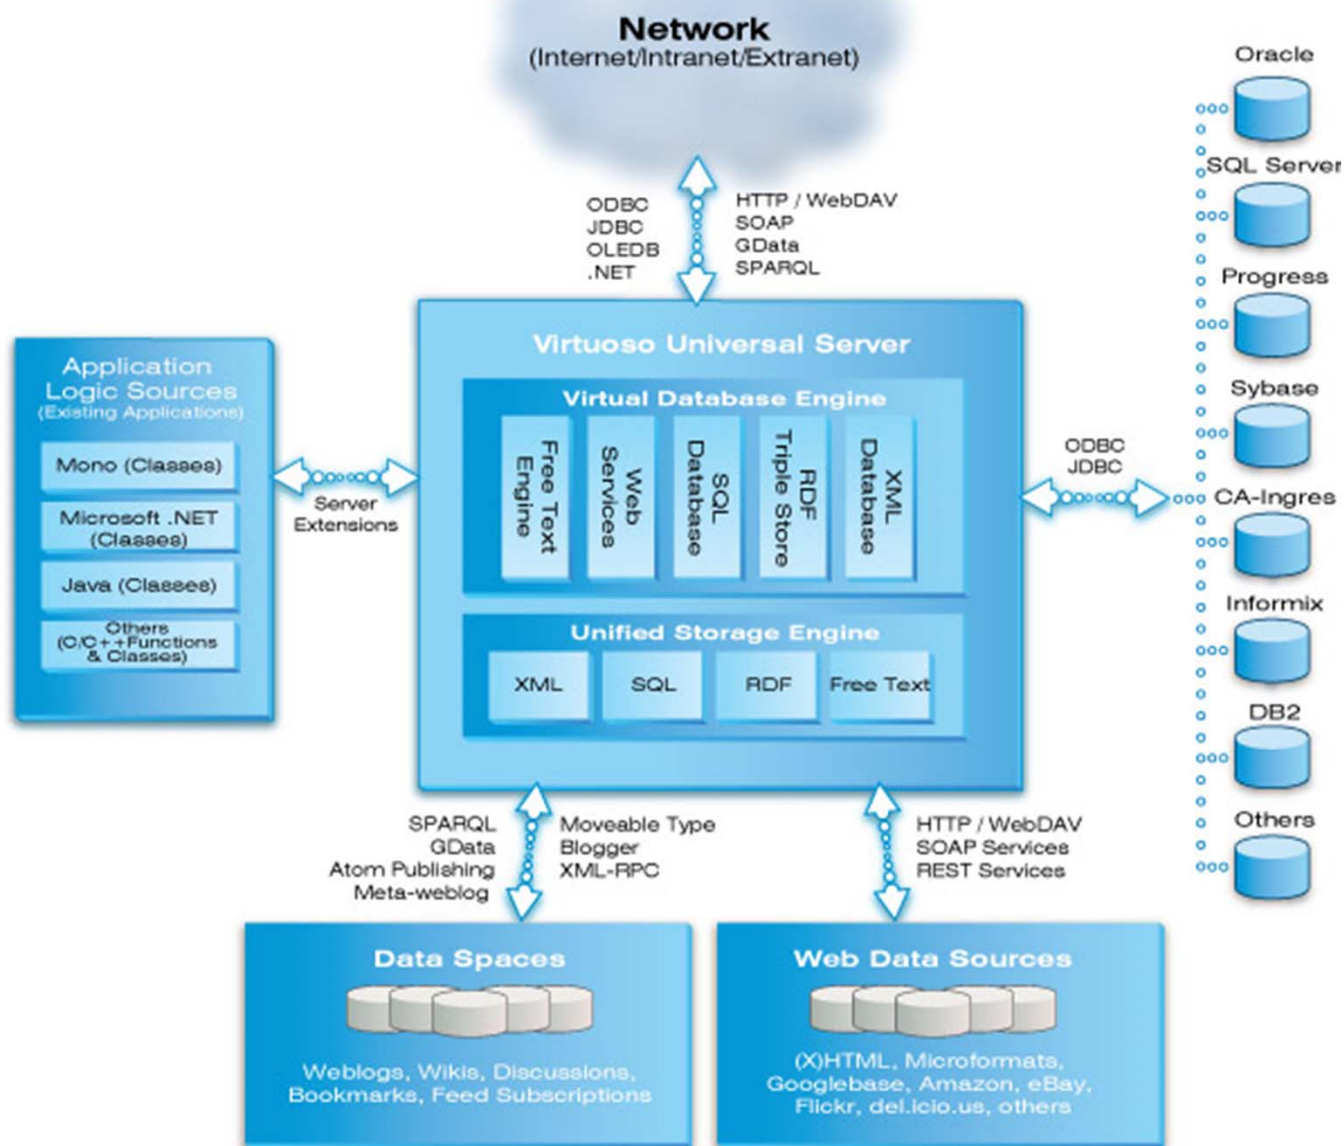 Network
(Internet/Intranet/Extranet)
ODBC
JDBC
OLEDB
.NET
HTTP / WebDAV
SOAP
GData
SPARQL
Application
Logic Sources
(Existing Applications)
Mono (Classes)
Microsoft .NET
(Classes)
Java (Classes)
Others
(C/C++Functions
& Classes)
Server
Extensions
Virtuoso Universal Server
Virtual Database Engine
Free Text
Engine
Web
Services
SQL
Database
RDF
Triple Store
XML
Database
Unified Storage Engine
XML
SQL
RDF
Free Text
ODBC
JDBC
Oracle
SQL Server
Progress
Sybase
CA-Ingres
Informix
DB2
Others
SPARQL
GData
Atom Publishing
Meta-weblog
Moveable Type
Blogger
XML-RPC
HTTP / WebDAV
SOAP Services
REST Services
Data Spaces
Weblogs, Wikis, Discussions,
Bookmarks, Feed Subscriptions
Web Data Sources
(X)HTML, Microformats,
Googlebase, Amazon, eBay,
Flickr, del.icio.us, others